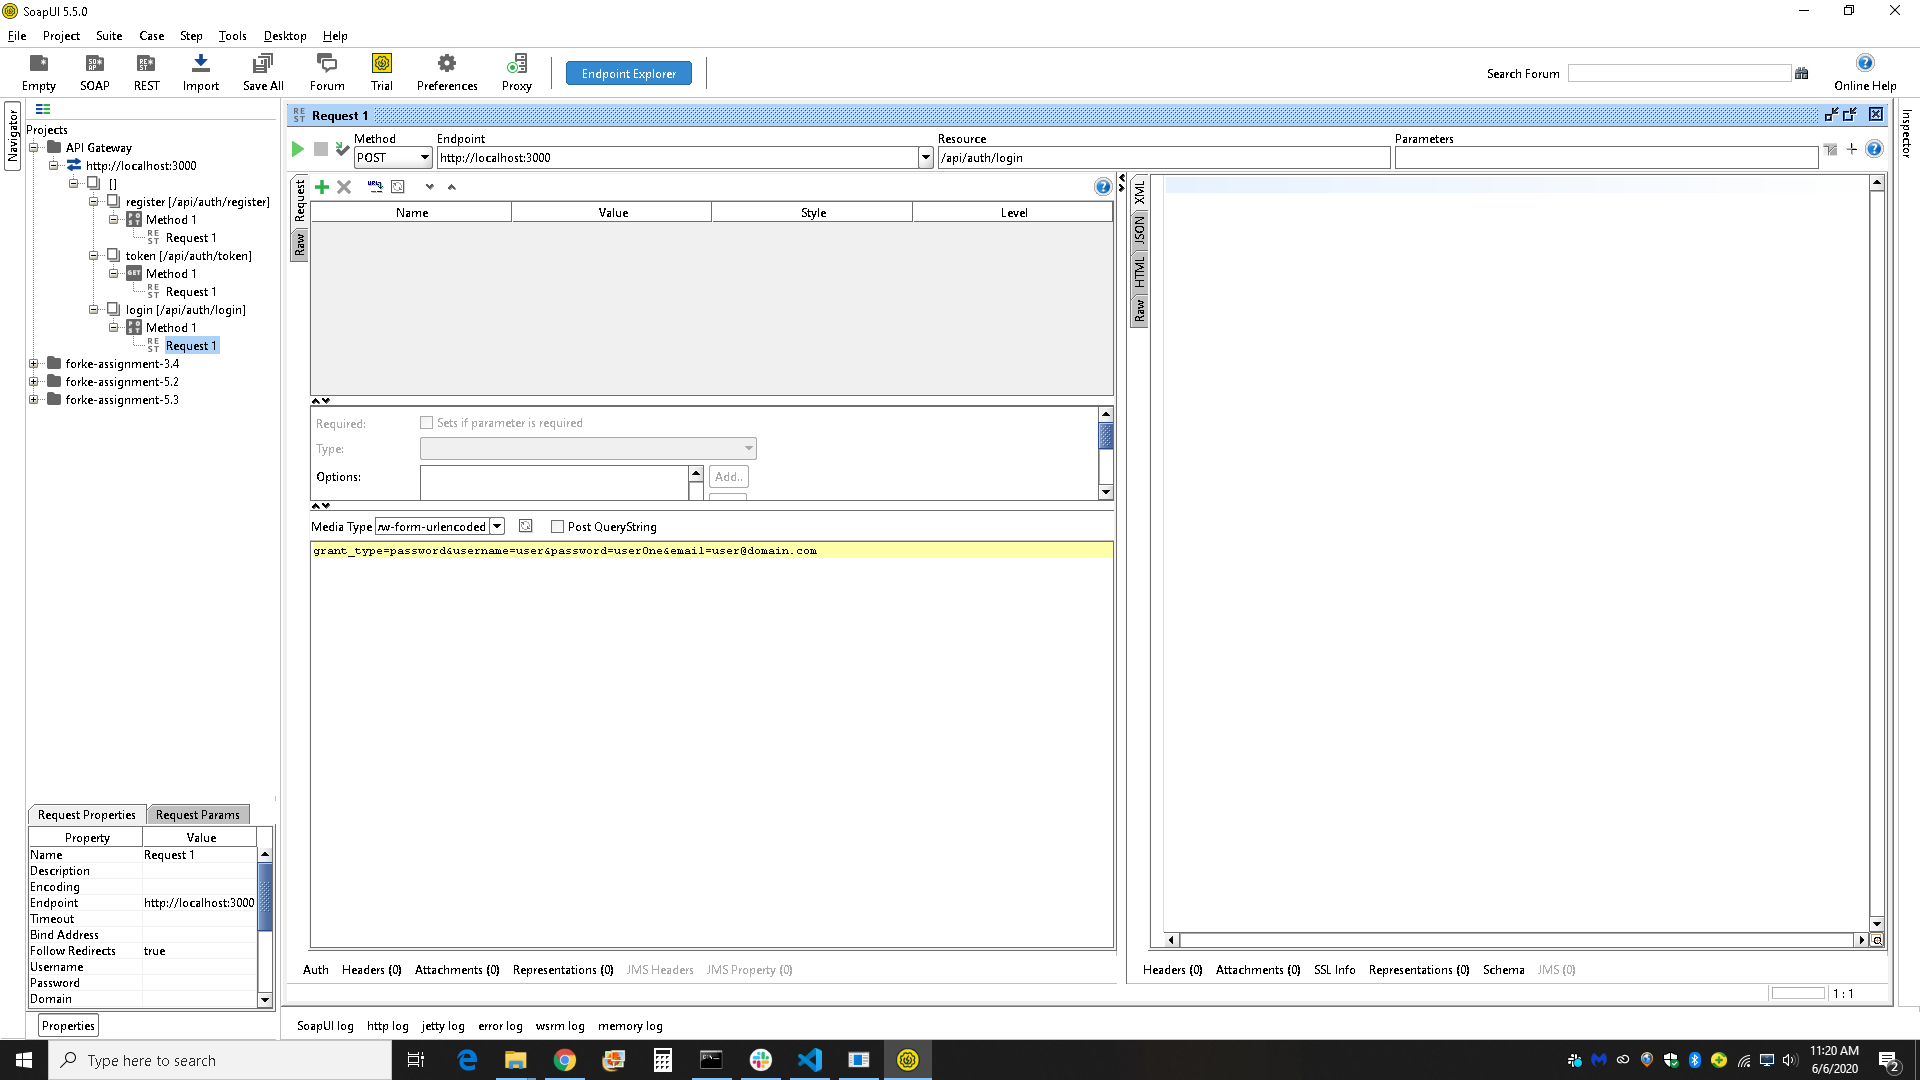 SoapUI 5.5.0
File Project Suite Case Step Tools Desktop Help
Empty SOAP REST Import Save All Forum Trial Preferences Proxy Endpoint Explorer Search Forum Online Help
Navigator
Projects
API Gateway
http://localhost:3000
[]
register [/api/auth/register]
Method 1
Request 1
token [/api/auth/token]
Method 1
Request 1
login [/api/auth/login]
Method 1
Request 1
forke-assignment-3.4
forke-assignment-5.2
forke-assignment-5.3
Request Properties Request Params
Property Value
Name Request 1
Description
Encoding
Endpoint http://localhost:3000
Timeout
Bind Address
Follow Redirects true
Username
Password
Domain
Properties
Request 1
Method Endpoint Resource Parameters
POST http://localhost:3000 /api/auth/login
Request
Raw
Name Value Style Level
Required: Sets if parameter is required
Type:
Options: Add..
Media Type /w-form-urlencoded Post QueryString
grant_type=password&username=user&password=userOne&email=user@domain.com
Auth Headers (0) Attachments (0) Representations (0) JMS Headers JMS Property (0)
XML
JSON
HTML
Raw
Headers (0) Attachments (0) SSL Info Representations (0) Schema JMS (0)
1 : 1
Inspector
SoapUI log http log jetty log error log wsrm log memory log
Type here to search
11:20 AM
6/6/2020
2